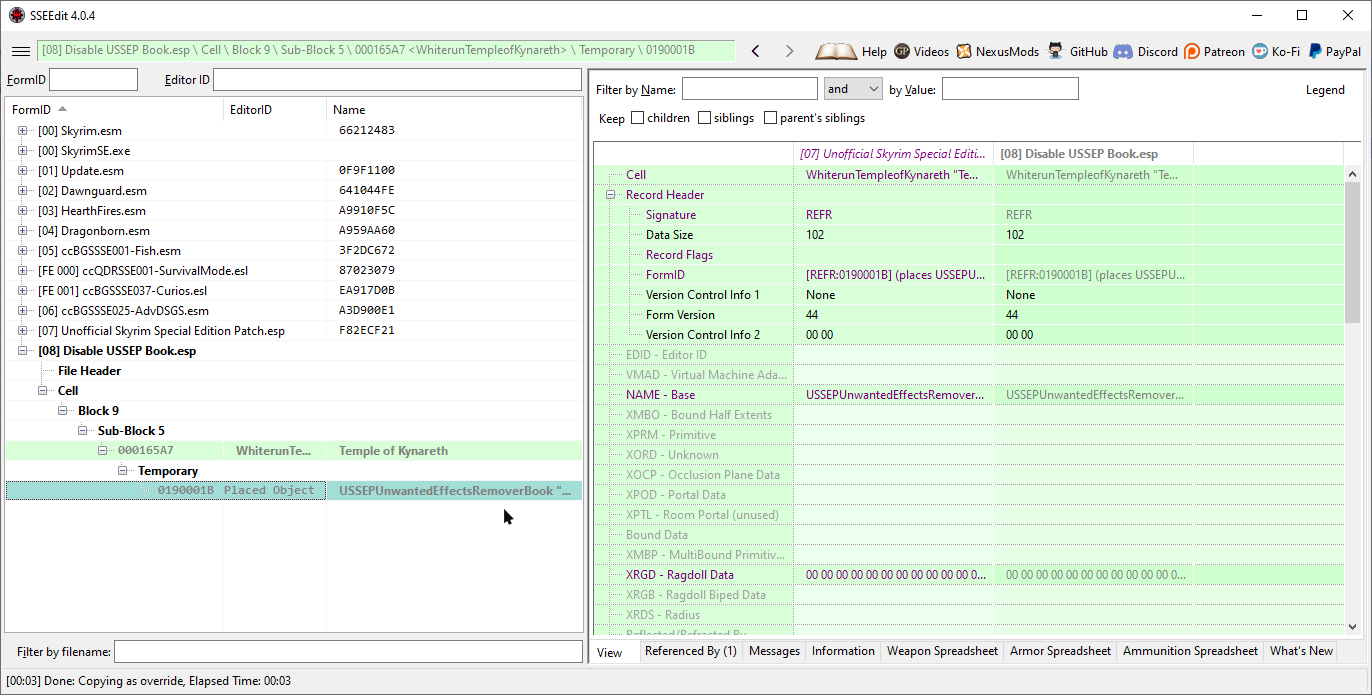 SSEEdit 4.0.4
[08] Disable USSEP Book.esp \ Cell \ Block 9 \ Sub-Block 5 \ 000165A7 <WhiterunTempleofKynareth> \ Temporary \ 0190001B
Help GP Videos NexusMods GitHub Discord Patreon Ko-Fi PayPal
FormID Editor ID
FormID EditorID Name
[00] Skyrim.esm 66212483
[00] SkyrimSE.exe
[01] Update.esm 0F9F1100
[02] Dawnguard.esm 641044FE
[03] HearthFires.esm A9910F5C
[04] Dragonborn.esm A959AA60
[05] ccBGSSSE001-Fish.esm 3F2DC672
[FE 000] ccQDRSSE001-SurvivalMode.esl 87023079
[FE 001] ccBGSSSE037-Curios.esl EA917D0B
[06] ccBGSSSE025-AdvDSGS.esm A3D900E1
[07] Unofficial Skyrim Special Edition Patch.esp F82ECF21
[08] Disable USSEP Book.esp
File Header
Cell
Block 9
Sub-Block 5
000165A7 WhiterunTe... Temple of Kynareth
Temporary
0190001B Placed Object USSEPUnwantedEffectsRemoverBook "...
Filter by filename:
Filter by Name: and by Value: Legend
Keep children siblings parent's siblings
[07] Unofficial Skyrim Special Editi... [08] Disable USSEP Book.esp
Cell WhiterunTempleofKynareth "Te... WhiterunTempleofKynareth "Te...
Record Header
Signature REFR REFR
Data Size 102 102
Record Flags
FormID [REFR:0190001B] (places USSEPU... [REFR:0190001B] (places USSEPU...
Version Control Info 1 None None
Form Version 44 44
Version Control Info 2 00 00 00 00
EDID - Editor ID
VMAD - Virtual Machine Ada...
NAME - Base USSEPUnwantedEffectsRemover... USSEPUnwantedEffectsRemover...
XMBO - Bound Half Extents
XPRM - Primitive
XORD - Unknown
XOCP - Occlusion Plane Data
XPOD - Portal Data
XPTL - Room Portal (unused)
Bound Data
XMBP - MultiBound Primitiv...
XRGD - Ragdoll Data 00 00 00 00 00 00 00 00 00 00 00 0... 00 00 00 00 00 00 00 00 00 00 00 0...
XRGB - Ragdoll Biped Data
XRDS - Radius
Reflected/Refracted By
View Referenced By (1) Messages Information Weapon Spreadsheet Armor Spreadsheet Ammunition Spreadsheet What's New
[00:03] Done: Copying as override, Elapsed Time: 00:03